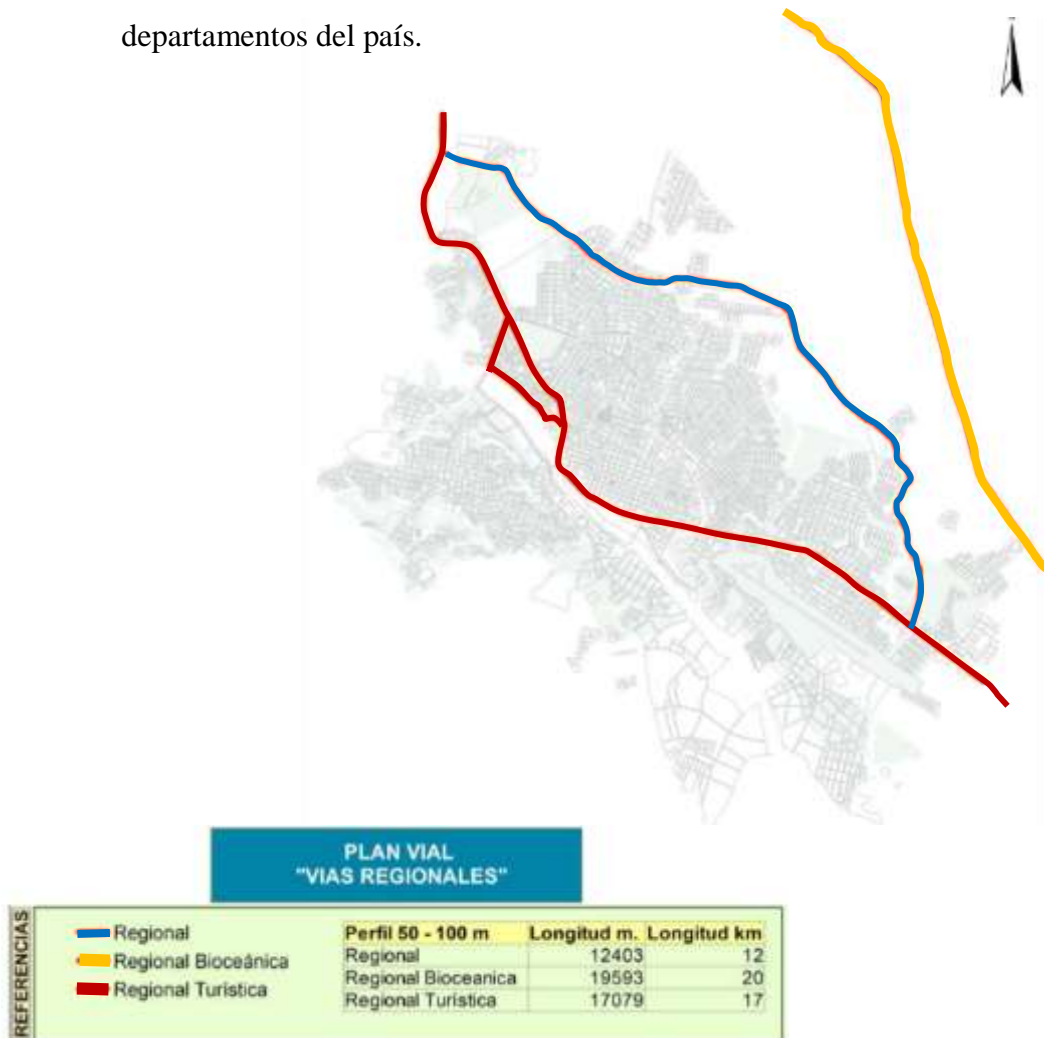 departamentos del país.
PLAN VIAL
"VIAS REGIONALES"
REFERENCIAS
Regional
Regional Bioceánica
Regional Turística
Perfil 50 - 100 m Longitud m. Longitud km
Regional 12403 12
Regional Bioceanica 19593 20
Regional Turística 17079 17